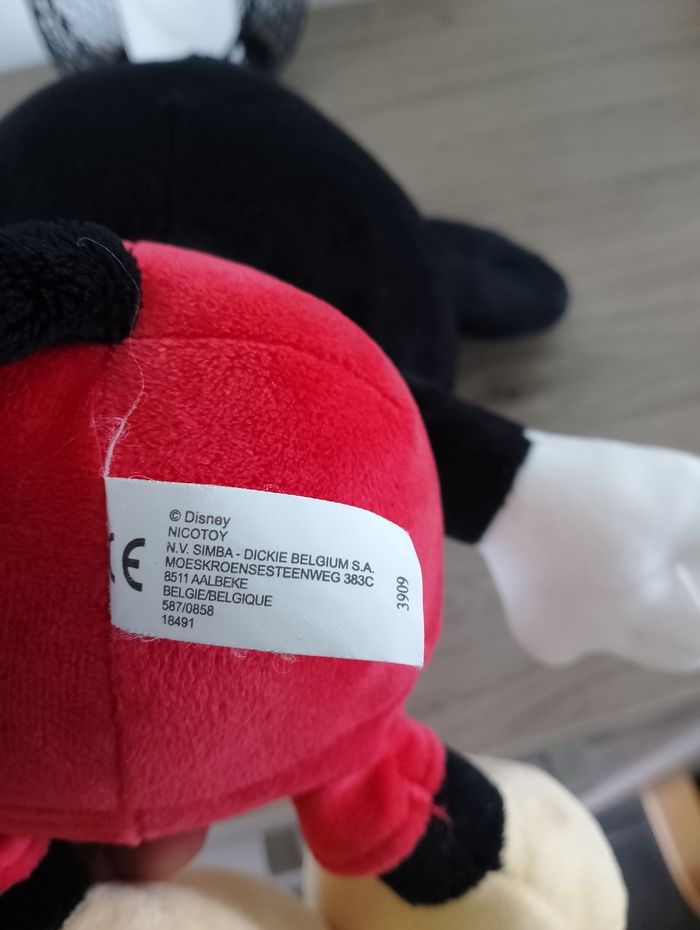 © Disney
NICOTOY
N.V. SIMBA - DICKIE BELGIUM S.A.
MOESKROENSESTEENWEG 383C
8511 AALBEKE
BELGIE/BELGIQUE
587/0858
18491
CE
3909